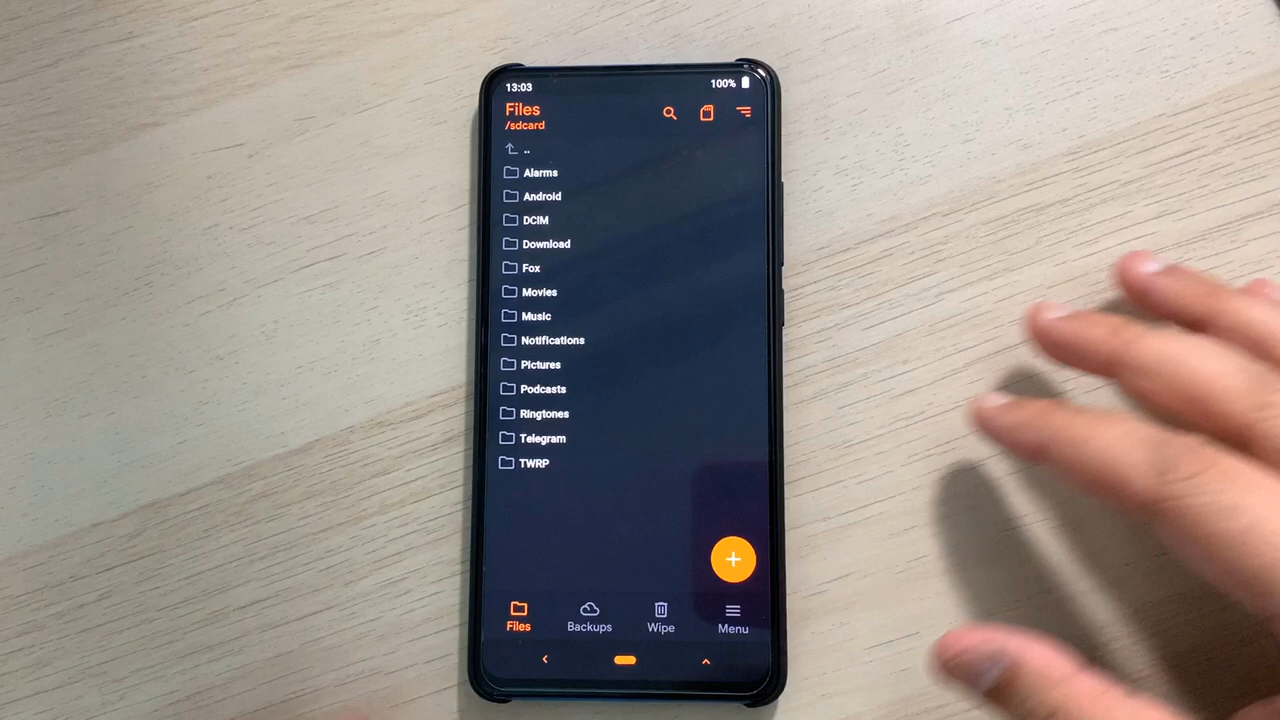 13:03
100%
Files
/sdcard
..
Alarms
Android
DCIM
Download
Fox
Movies
Music
Notifications
Pictures
Podcasts
Ringtones
Telegram
TWRP
Files
Backups
Wipe
Menu